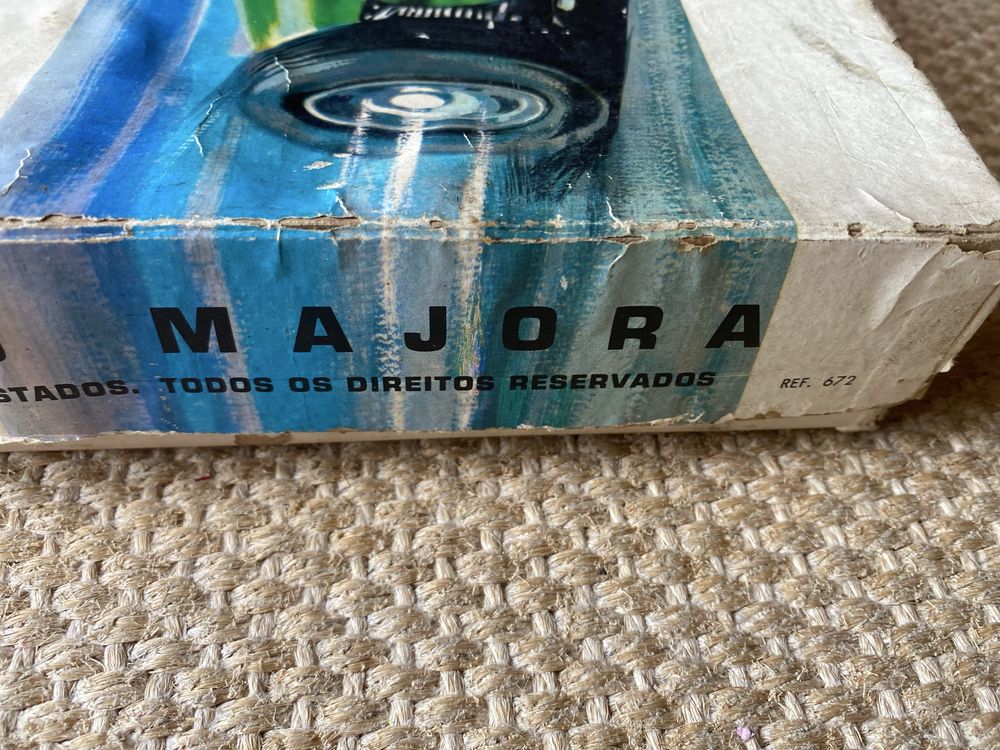 MAJORA
STADOS. TODOS OS DIREITOS RESERVADOS
REF. 672